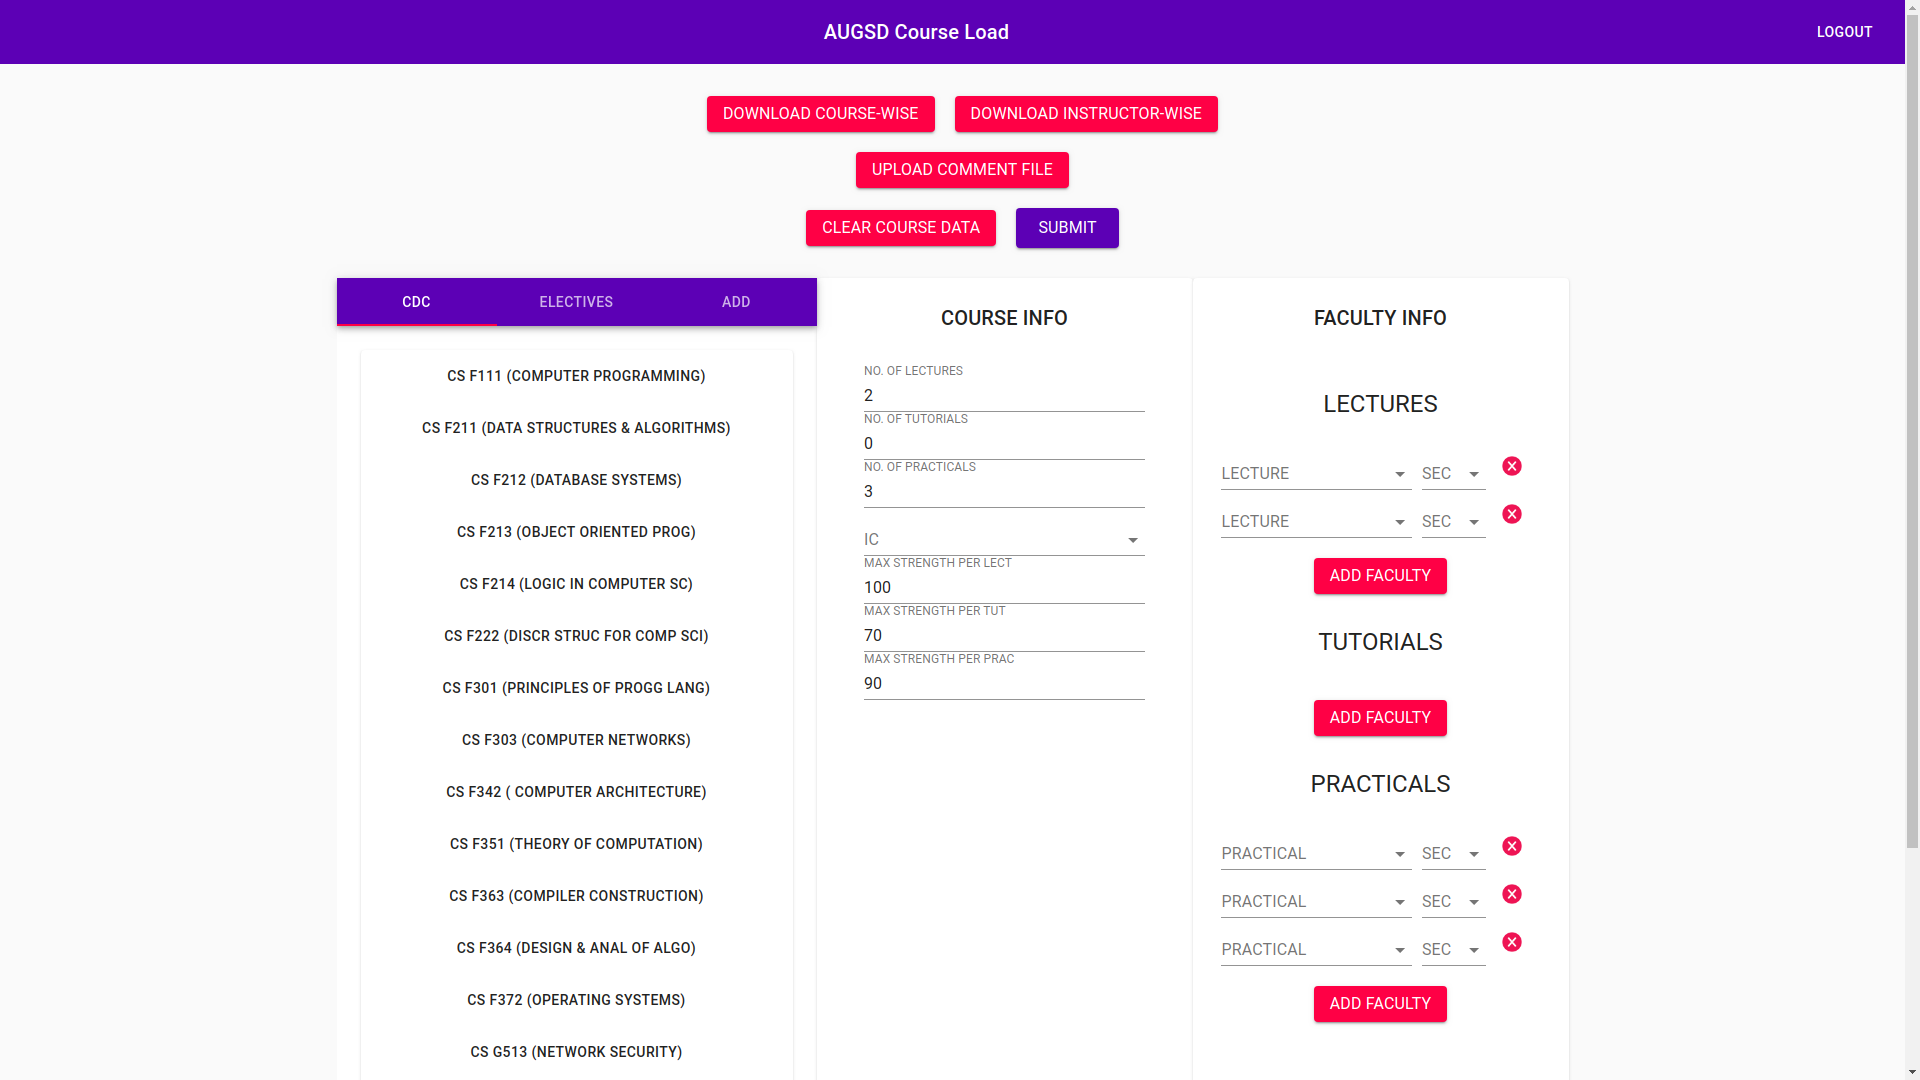 AUGSD Course Load
LOGOUT
DOWNLOAD COURSE-WISE
DOWNLOAD INSTRUCTOR-WISE
UPLOAD COMMENT FILE
CLEAR COURSE DATA
SUBMIT
CDC
ELECTIVES
ADD
CS F111 (COMPUTER PROGRAMMING)
CS F211 (DATA STRUCTURES & ALGORITHMS)
CS F212 (DATABASE SYSTEMS)
CS F213 (OBJECT ORIENTED PROG)
CS F214 (LOGIC IN COMPUTER SC)
CS F222 (DISCR STRUC FOR COMP SCI)
CS F301 (PRINCIPLES OF PROGG LANG)
CS F303 (COMPUTER NETWORKS)
CS F342 ( COMPUTER ARCHITECTURE)
CS F351 (THEORY OF COMPUTATION)
CS F363 (COMPILER CONSTRUCTION)
CS F364 (DESIGN & ANAL OF ALGO)
CS F372 (OPERATING SYSTEMS)
CS G513 (NETWORK SECURITY)
COURSE INFO
NO. OF LECTURES
2
NO. OF TUTORIALS
0
NO. OF PRACTICALS
3
IC
MAX STRENGTH PER LECT
100
MAX STRENGTH PER TUT
70
MAX STRENGTH PER PRAC
90
FACULTY INFO
LECTURES
LECTURE SEC
LECTURE SEC
ADD FACULTY
TUTORIALS
ADD FACULTY
PRACTICALS
PRACTICAL SEC
PRACTICAL SEC
PRACTICAL SEC
ADD FACULTY